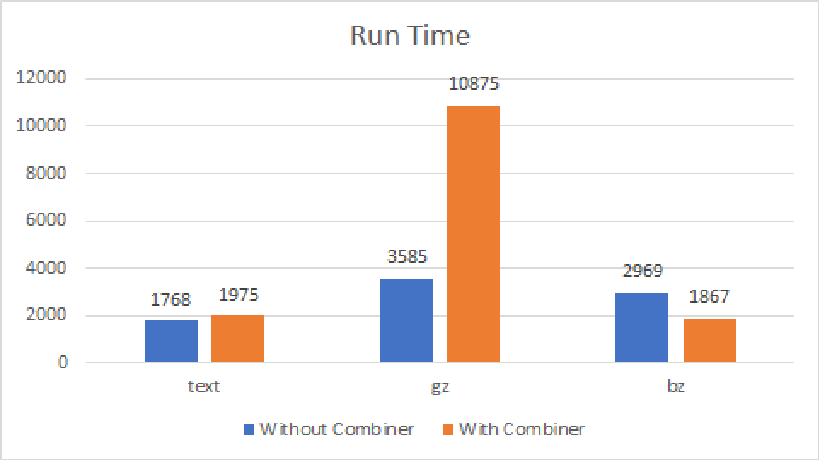 Run Time
12000
10000
8000
6000
4000
2000
0
1768
1975
3585
10875
2969
1867
text
gz
bz
Without Combiner
With Combiner